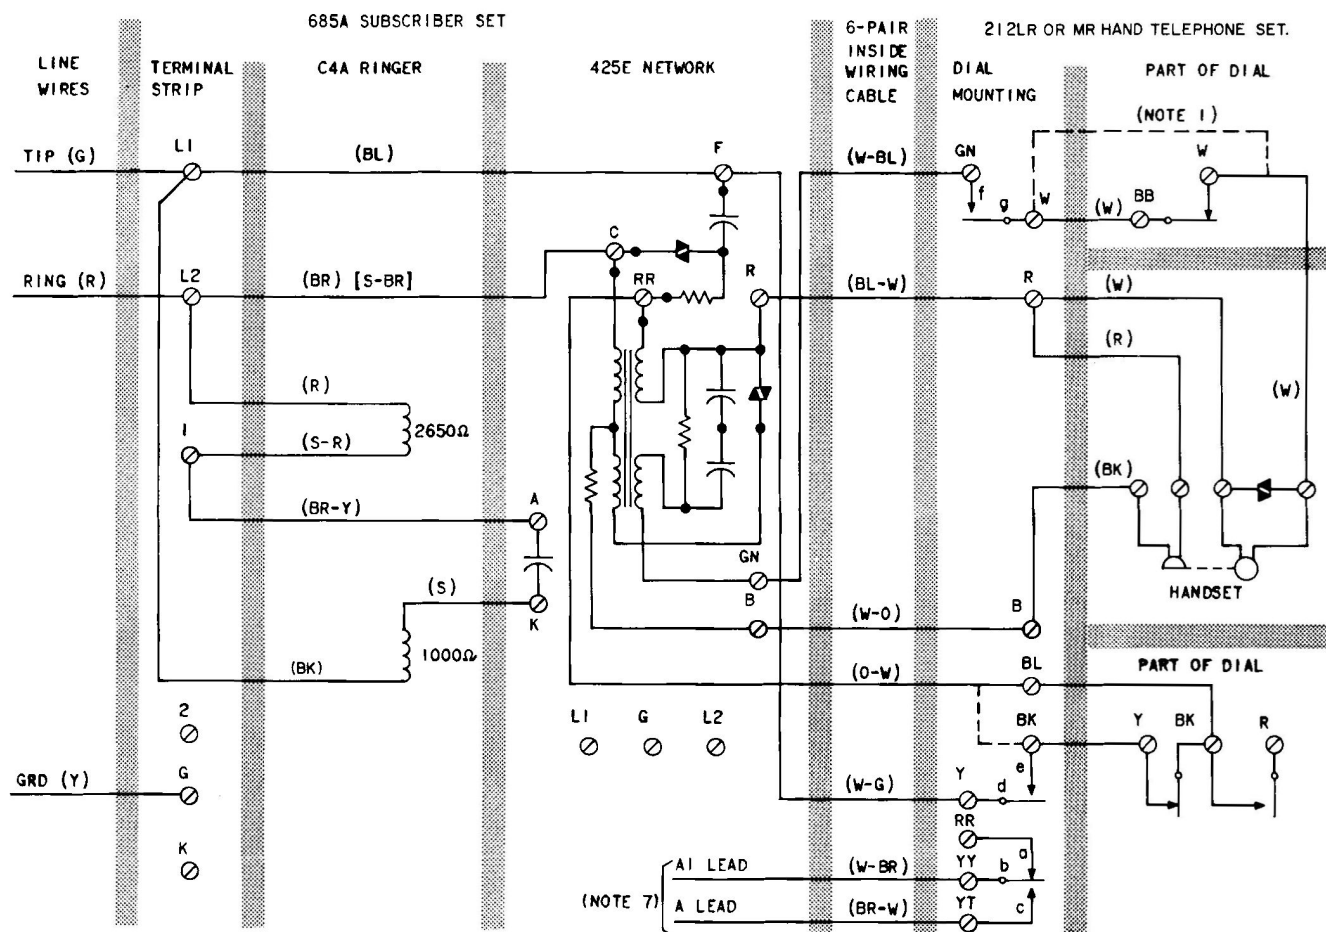 685A SUBSCRIBER SET
212LR OR MR HAND TELEPHONE SET.
LINE
WIRES
TERMINAL
STRIP
C4A RINGER
425E NETWORK
6-PAIR
INSIDE
WIRING
CABLE
DIAL
MOUNTING
PART OF DIAL
(NOTE 1)
TIP (G)
L1
(BL)
F
(W-BL)
GN
f
g
W
(W)
BB
W
C
RING (R)
L2
(BR) [S-BR]
RR
R
(BL-W)
R
(W)
(R)
(R)
2650Ω
(W)
1
(S-R)
(BK)
(BR-Y)
A
GN
(S)
K
B
(W-O)
B
HANDSET
1000Ω
(BK)
(O-W)
BL
PART OF DIAL
2
L1
G
L2
BK
Y
BK
R
e
GRD (Y)
G
(W-G)
Y
d
RR
K
a
A1 LEAD
(W-BR)
YY
b
(NOTE 7)
A LEAD
(BR-W)
YT
c